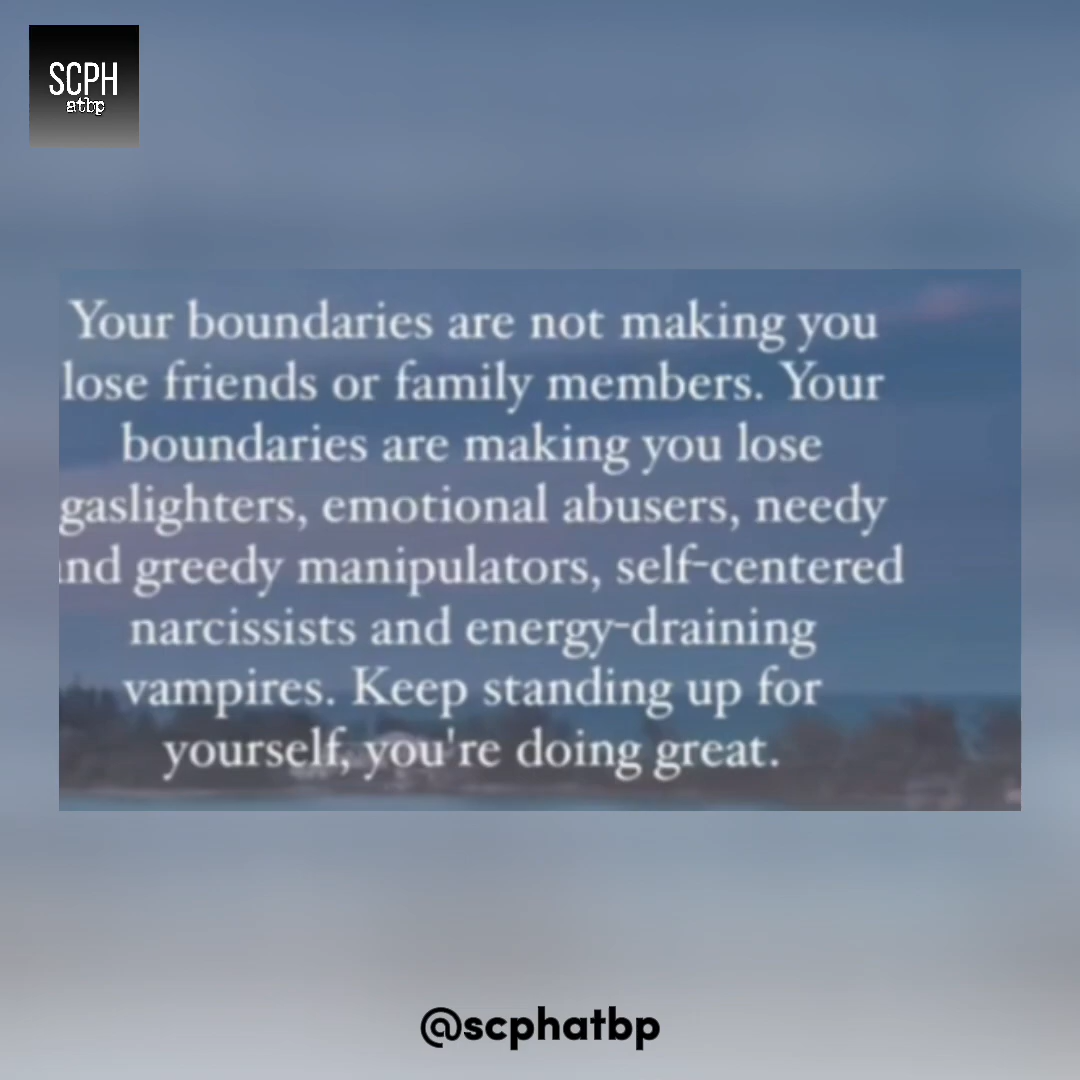 SCPH
atbp
Your boundaries are not making you
lose friends or family members. Your
boundaries are making you lose
gaslighters, emotional abusers, needy
nd greedy manipulators, self-centered
narcissists and energy-draining
vampires. Keep standing up for
yourself, you're doing great.
@scphatbp